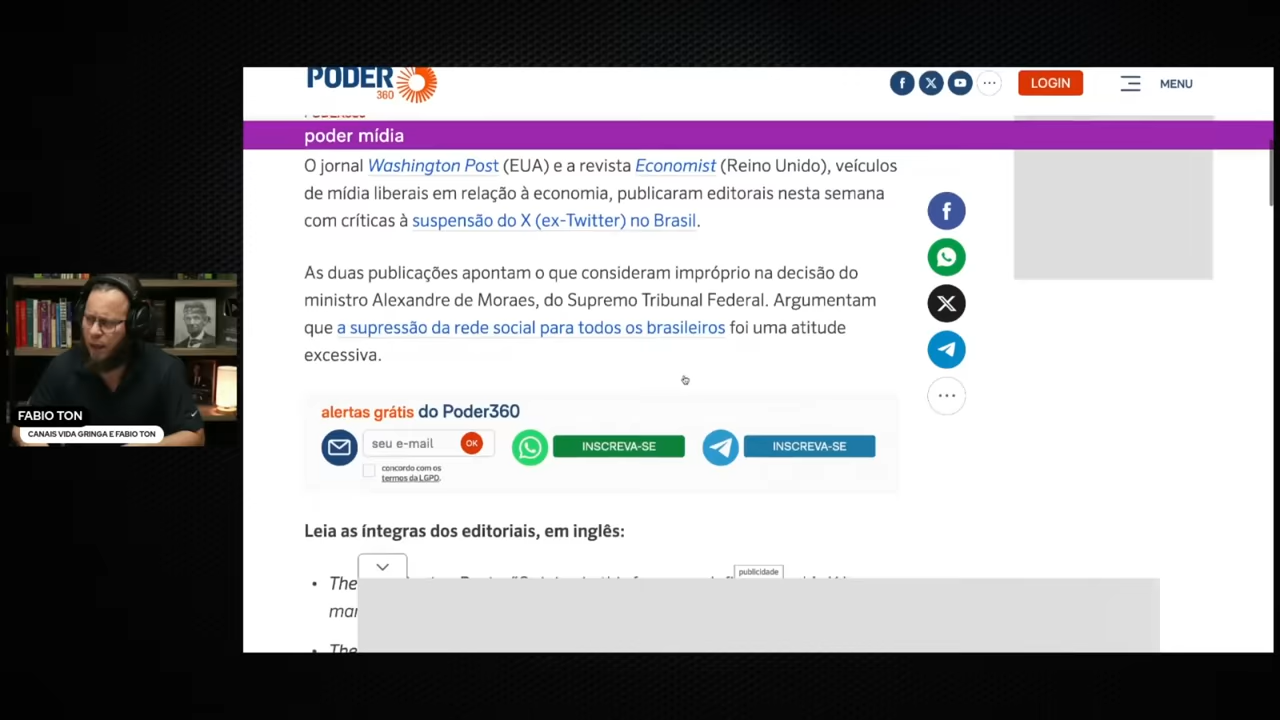 PODER
360
LOGIN
MENU
poder mídia
O jornal Washington Post (EUA) e a revista Economist (Reino Unido), veículos
de mídia liberais em relação à economia, publicaram editorais nesta semana
com críticas à suspensão do X (ex-Twitter) no Brasil.
As duas publicações apontam o que consideram impróprio na decisão do
ministro Alexandre de Moraes, do Supremo Tribunal Federal. Argumentam
que a supressão da rede social para todos os brasileiros foi uma atitude
excessiva.
alertas grátis do Poder360
seu e-mail OK INSCREVA-SE INSCREVA-SE
concordo com os
termos da LGPD.
Leia as íntegras dos editoriais, em inglês:
publicidade
The
The
FABIO TON
CANAIS VIDA GRINGA E FABIO TON